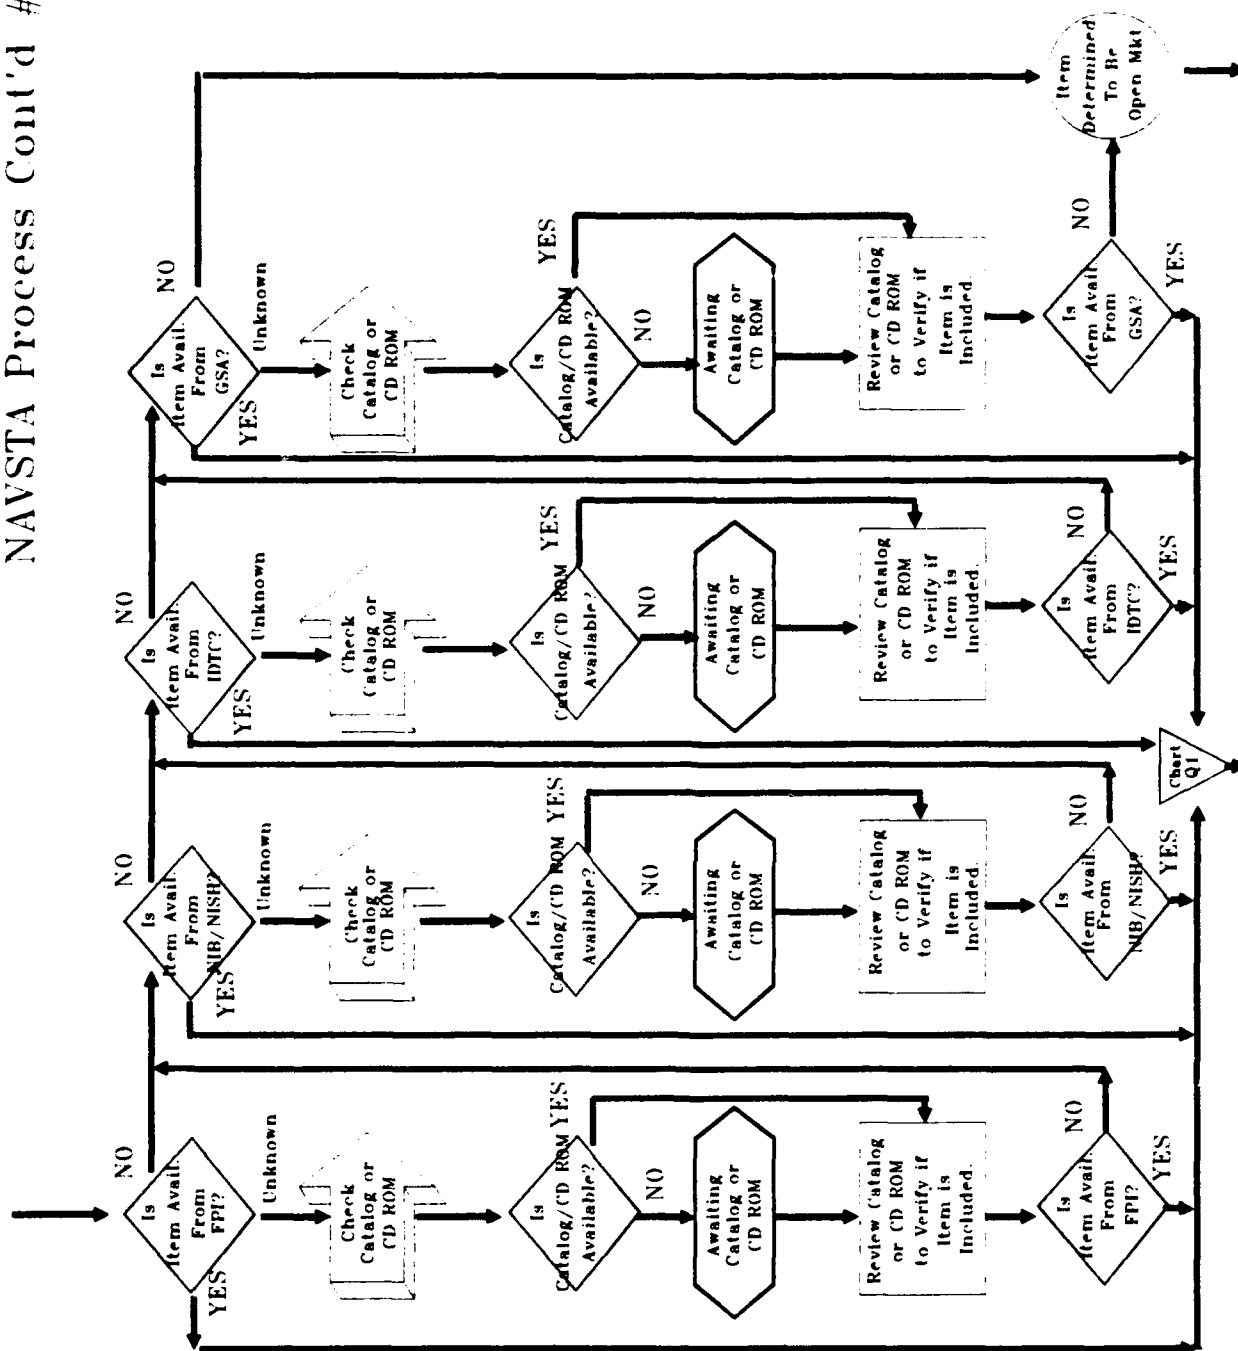 NAVSTA Process Cont'd #
Is
Item Avail.
From
FPI?
NO
YES
Unknown
Check
Catalog or
CD ROM
Is
Catalog/CD ROM
Available?
YES
NO
Awaiting
Catalog or
CD ROM
Review Catalog
or CD ROM
to Verify if
Item is
Included.
Is
Item Avail.
From
FPI?
NO
YES
Is
Item Avail.
From
NIB/NISH?
NO
YES
Unknown
Check
Catalog or
CD ROM
Is
Catalog/CD ROM
Available?
YES
NO
Awaiting
Catalog or
CD ROM
Review Catalog
or CD ROM
to Verify if
Item is
Included.
Is
Item Avail.
From
NIB/NISH?
NO
YES
Is
Item Avail.
From
IDTC?
NO
YES
Unknown
Check
Catalog or
CD ROM
Is
Catalog/CD ROM
Available?
YES
NO
Awaiting
Catalog or
CD ROM
Review Catalog
or CD ROM
to Verify if
Item is
Included.
Is
Item Avail.
From
IDTC?
NO
YES
Is
Item Avail.
From
GSA?
NO
YES
Unknown
Check
Catalog or
CD ROM
Is
Catalog/CD ROM
Available?
YES
NO
Awaiting
Catalog or
CD ROM
Review Catalog
or CD ROM
to Verify if
Item is
Included.
Is
Item Avail.
From
GSA?
NO
YES
Item
Determined
To Be
Open Mkt
Chart
Q1